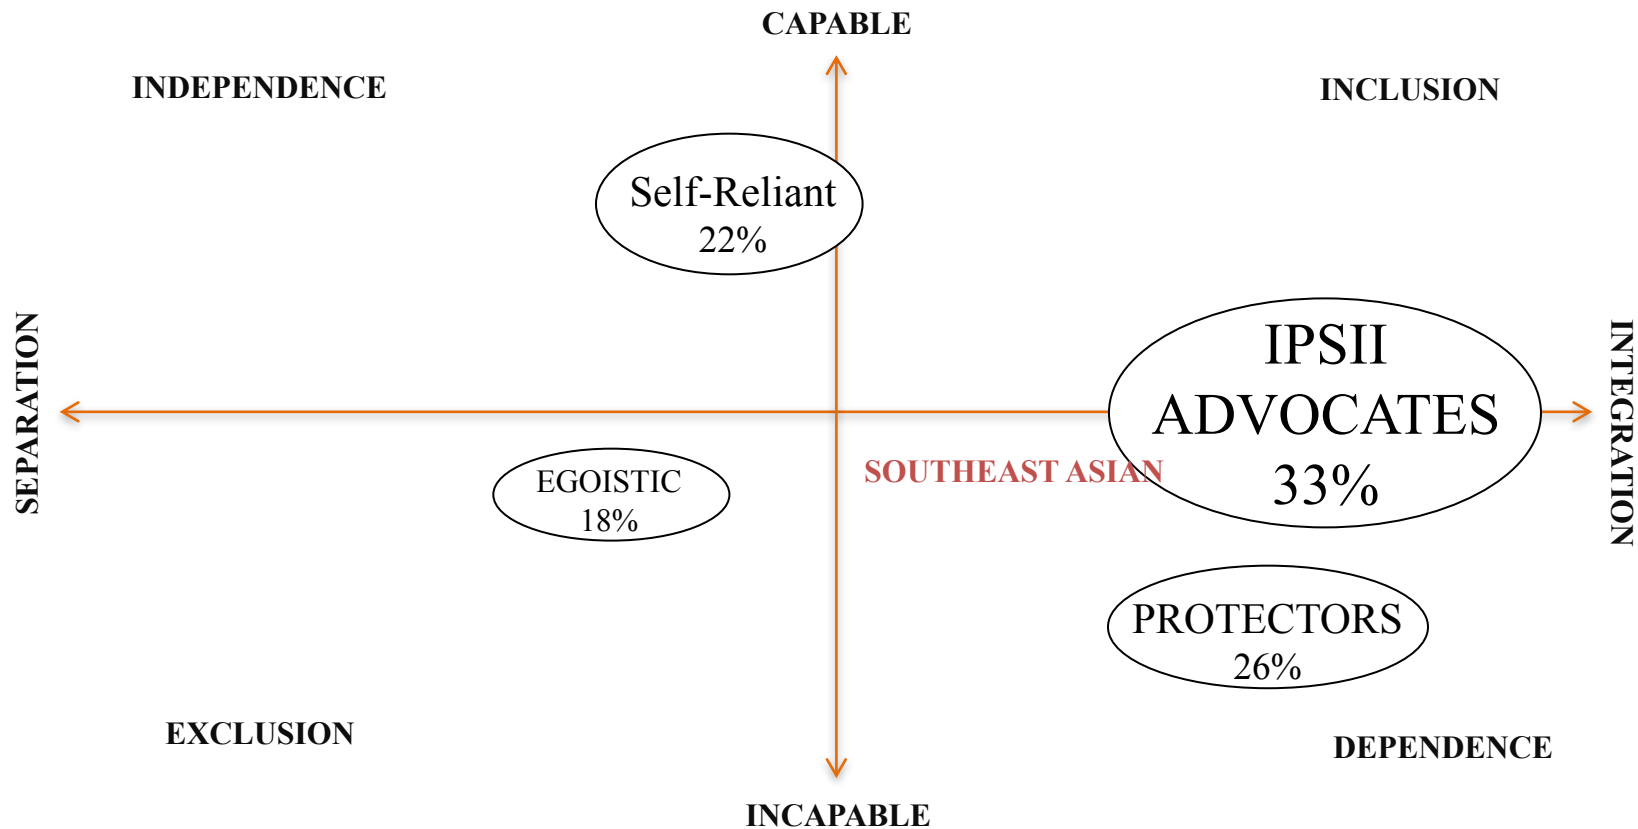 CAPABLE
INDEPENDENCE
INCLUSION
Self-Reliant
22%
SEPARATION
INTEGRATION
IPSII
ADVOCATES
33%
SOUTHEAST ASIAN
EGOISTIC
18%
PROTECTORS
26%
EXCLUSION
DEPENDENCE
INCAPABLE